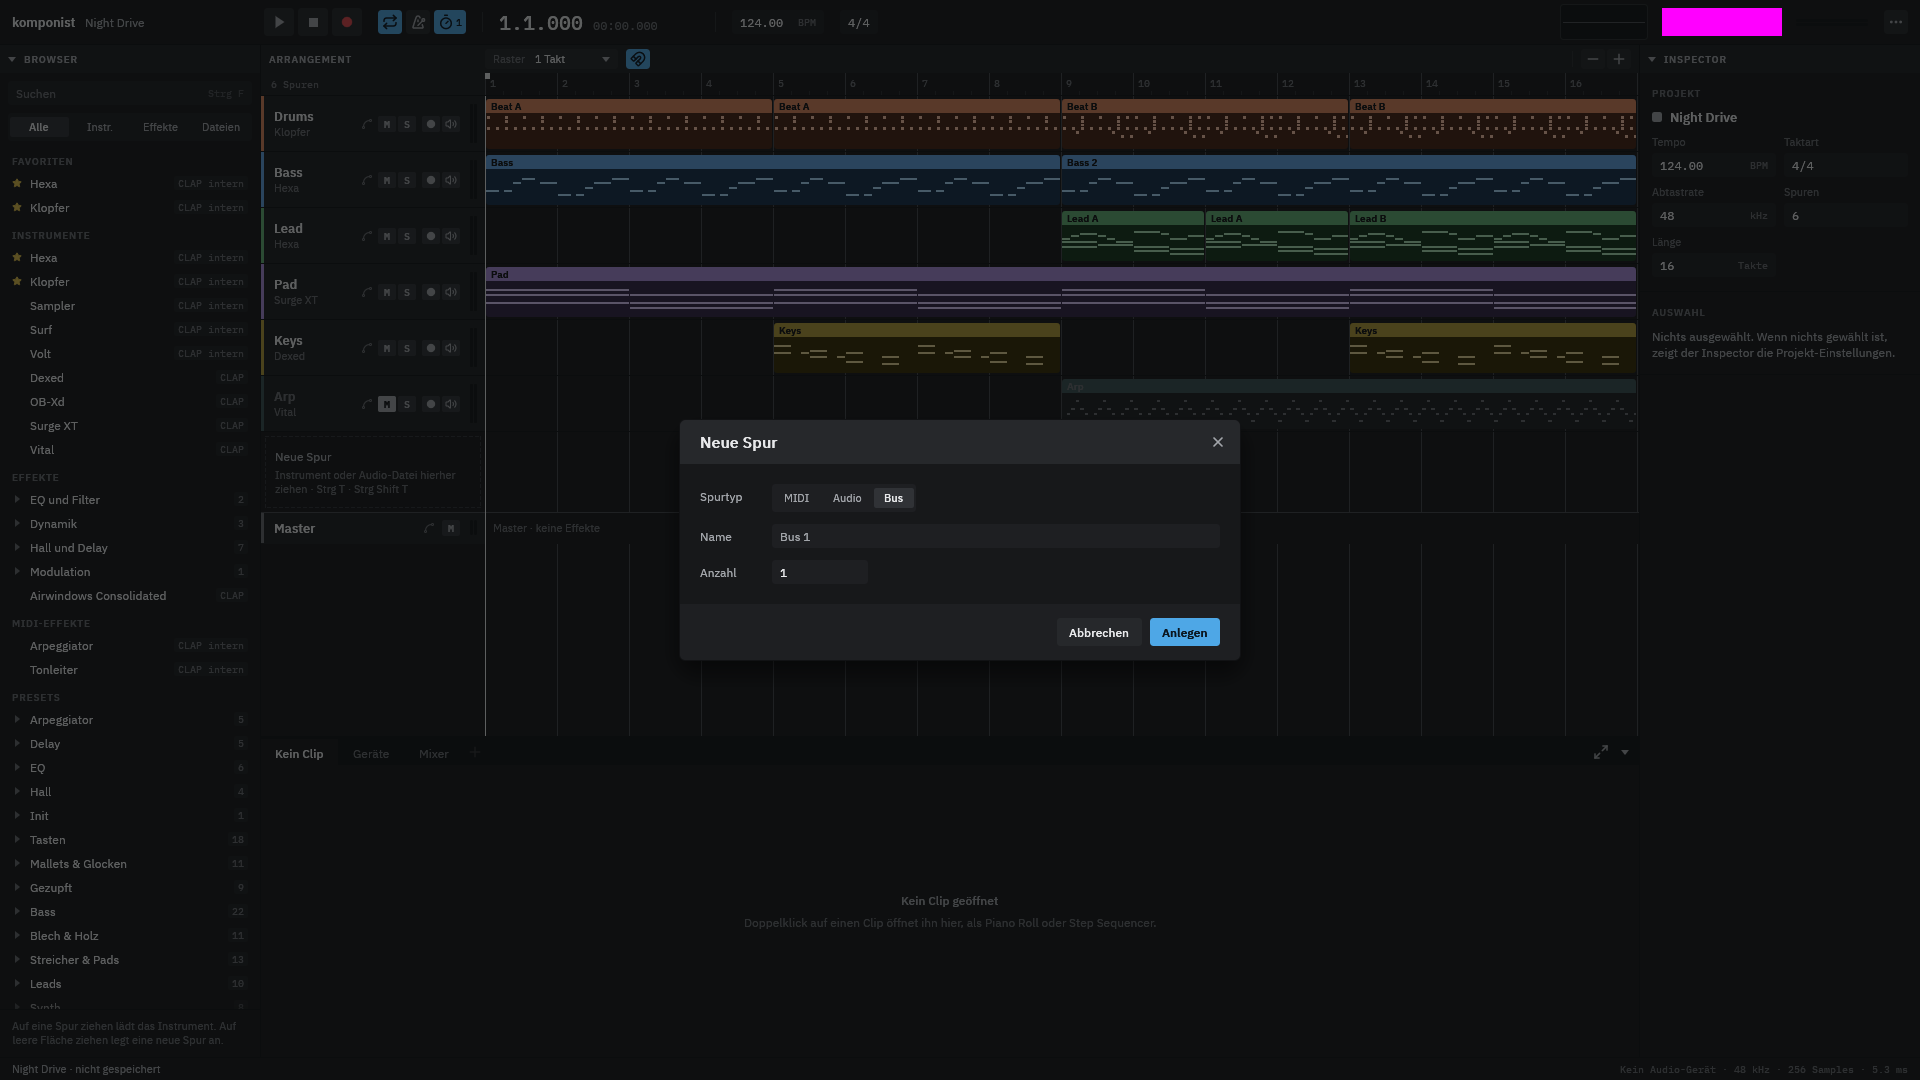 komponist Night Drive
1
1.1.000 00:00.000
124.00 BPM 4/4
BROWSER
Suchen Strg F
Alle Instr. Effekte Dateien
FAVORITEN
Hexa CLAP intern
Klopfer CLAP intern
INSTRUMENTE
Hexa CLAP intern
Klopfer CLAP intern
Sampler CLAP intern
Surf CLAP intern
Volt CLAP intern
Dexed CLAP
OB-Xd CLAP
Surge XT CLAP
Vital CLAP
EFFEKTE
EQ und Filter 2
Dynamik 3
Hall und Delay 7
Modulation 1
Airwindows Consolidated CLAP
MIDI-EFFEKTE
Arpeggiator CLAP intern
Tonleiter CLAP intern
PRESETS
Arpeggiator 5
Delay 5
EQ 6
Hall 4
Init 1
Tasten 18
Mallets & Glocken 11
Gezupft 9
Bass 22
Blech & Holz 11
Streicher & Pads 13
Leads 10
Synth 8
Auf eine Spur ziehen lädt das Instrument. Auf
leere Fläche ziehen legt eine neue Spur an.
Night Drive · nicht gespeichert
ARRANGEMENT
Raster 1 Takt
6 Spuren
1 2 3 4 5 6 7 8 9 10 11 12 13 14 15 16
Drums
Klopfer
M S
Beat A Beat A Beat B Beat B
Bass
Hexa
M S
Bass Bass 2
Lead
Hexa
M S
Lead A Lead A Lead B
Pad
Surge XT
M S
Pad
Keys
Dexed
M S
Keys Keys
Arp
Vital
M S
Arp
Neue Spur
Instrument oder Audio-Datei hierher
ziehen · Strg T · Strg Shift T
Master M
Master · keine Effekte
Neue Spur
Spurtyp MIDI Audio Bus
Name Bus 1
Anzahl 1
Abbrechen Anlegen
Kein Clip Geräte Mixer
Kein Clip geöffnet
Doppelklick auf einen Clip öffnet ihn hier, als Piano Roll oder Step Sequencer.
INSPECTOR
PROJEKT
Night Drive
Tempo Taktart
124.00 BPM 4/4
Abtastrate Spuren
48 kHz 6
Länge
16 Takte
AUSWAHL
Nichts ausgewählt. Wenn nichts gewählt ist,
zeigt der Inspector die Projekt-Einstellungen.
Kein Audio-Gerät · 48 kHz · 256 Samples · 5.3 ms